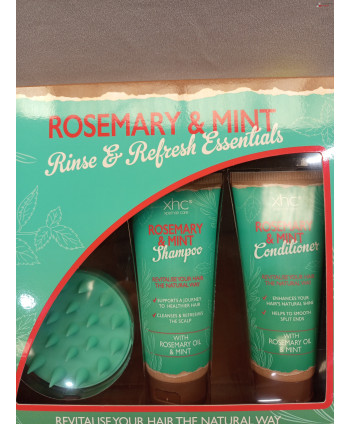 ROSEMARY & MINT
Rinse & Refresh Essentials
xhc
ROSEMARY
& MINT
Shampoo
REVITALISE YOUR HAIR
THE NATURAL WAY
SUPPORTS A JOURNEY
TO HEALTHIER HAIR
CLEANSES & REFRESHES
THE SCALP
WITH
ROSEMARY OIL
& MINT
xhc
ROSEMARY
& MINT
Conditioner
ENHANCES YOUR
HAIR'S NATURAL SHINE
HELPS TO SMOOTH
SPLIT ENDS
WITH
ROSEMARY OIL
& MINT
REVITALISE YOUR HAIR THE NATURAL WAY